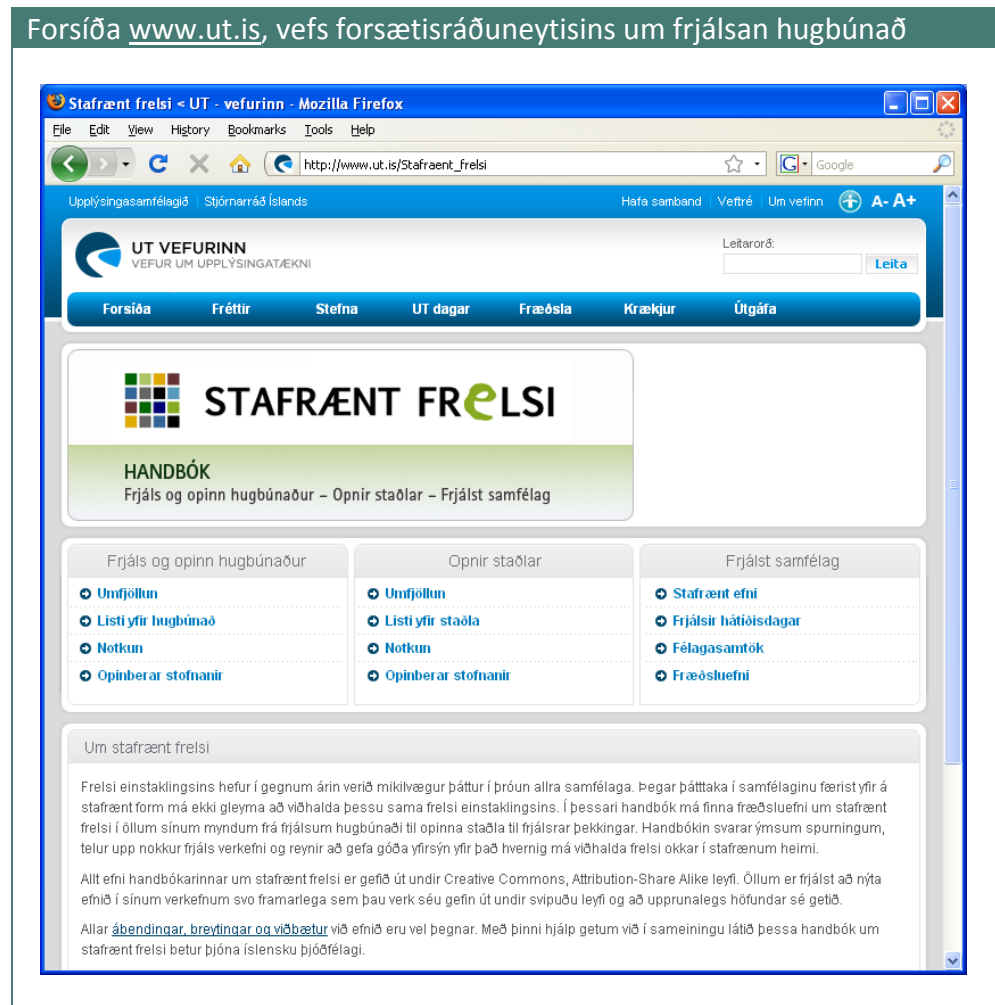 Forsíða www.ut.is, vefs forsætisráðuneytisins um frjálsan hugbúnað
Stafrænt frelsi < UT - vefurinn - Mozilla Firefox
File Edit View History Bookmarks Tools Help
http://www.ut.is/Stafraent_frelsi
G Google
Upplýsingasamfélagið Stjórnarráð Íslands Hafa samband Veftré Um vefinn A- A+
UT VEFURINN
VEFUR UM UPPLÝSINGATÆKNI
Leitarorð:
Leita
Forsíða Fréttir Stefna UT dagar Fræðsla Krækjur Útgáfa
STAFRÆNT FRELSI
HANDBÓK
Frjáls og opinn hugbúnaður – Opnir staðlar – Frjálst samfélag
Frjáls og opinn hugbúnaður
Umfjöllun
Listi yfir hugbúnað
Notkun
Opinberar stofnanir
Opnir staðlar
Umfjöllun
Listi yfir staðla
Notkun
Opinberar stofnanir
Frjálst samfélag
Stafrænt efni
Frjálsir hátíðisdagar
Félagasamtök
Fræðsluefni
Um stafrænt frelsi
Frelsi einstaklingsins hefur í gegnum árin verið mikilvægur þáttur í þróun allra samfélaga. Þegar þátttaka í samfélaginu færist yfir á
stafrænt form má ekki gleyma að viðhalda þessu sama frelsi einstaklingsins. Í þessari handbók má finna fræðsluefni um stafrænt
frelsi í öllum sínum myndum frá frjálsum hugbúnaði til opinna staðla til frjálsrar þekkingar. Handbókin svarar ýmsum spurningum,
telur upp nokkur frjáls verkefni og reynir að gefa góða yfirsýn yfir það hvernig má viðhalda frelsi okkar í stafrænum heimi.
Allt efni handbókarinnar um stafrænt frelsi er gefið út undir Creative Commons, Attribution-Share Alike leyfi. Öllum er frjálst að nýta
efnið í sínum verkefnum svo framarlega sem þau verk séu gefin út undir svipuðu leyfi og að upprunalegs höfundar sé getið.
Allar ábendingar, breytingar og viðbætur við efnið eru vel þegnar. Með þinni hjálp getum við í sameiningu látið þessa handbók um
stafrænt frelsi betur þjóna íslensku þjóðfélagi.